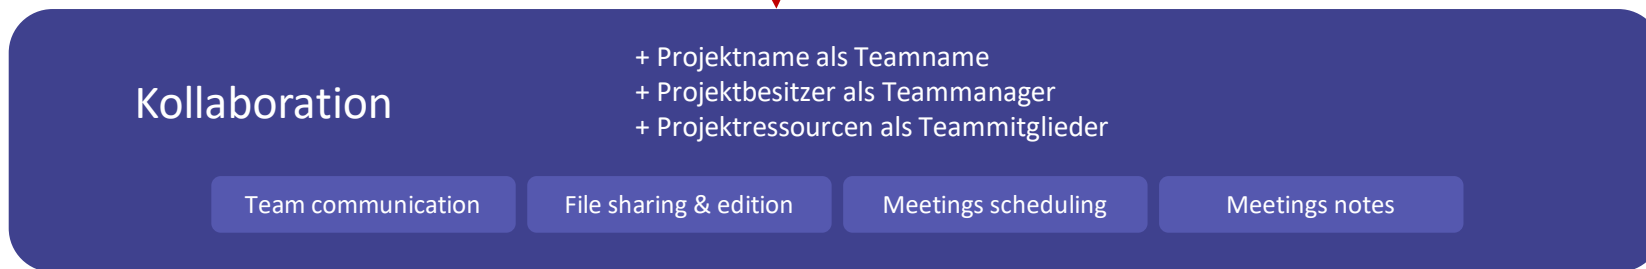 Kollaboration
+ Projektname als Teamname
+ Projektbesitzer als Teammanager
+ Projektressourcen als Teammitglieder
Team communication
File sharing & edition
Meetings scheduling
Meetings notes